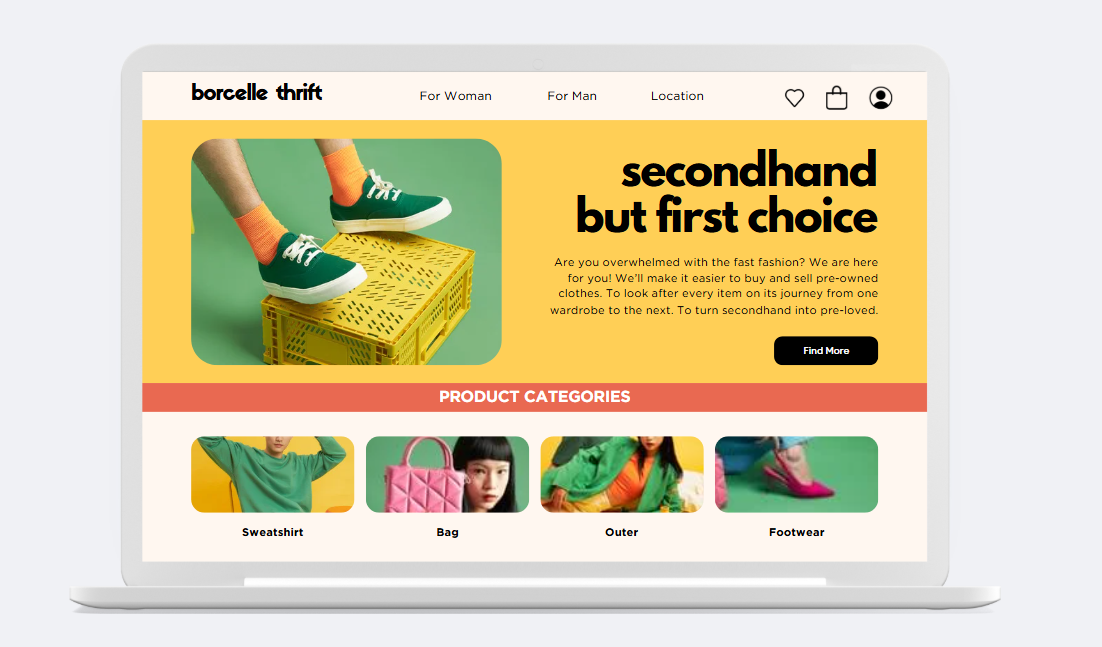 borcelle thrift
For Woman
For Man
Location
secondhand
but first choice
Are you overwhelmed with the fast fashion? We are here
for you! We'll make it easier to buy and sell pre-owned
clothes. To look after every item on its journey from one
wardrobe to the next. To turn secondhand into pre-loved.
Find More
PRODUCT CATEGORIES
Sweatshirt
Bag
Outer
Footwear